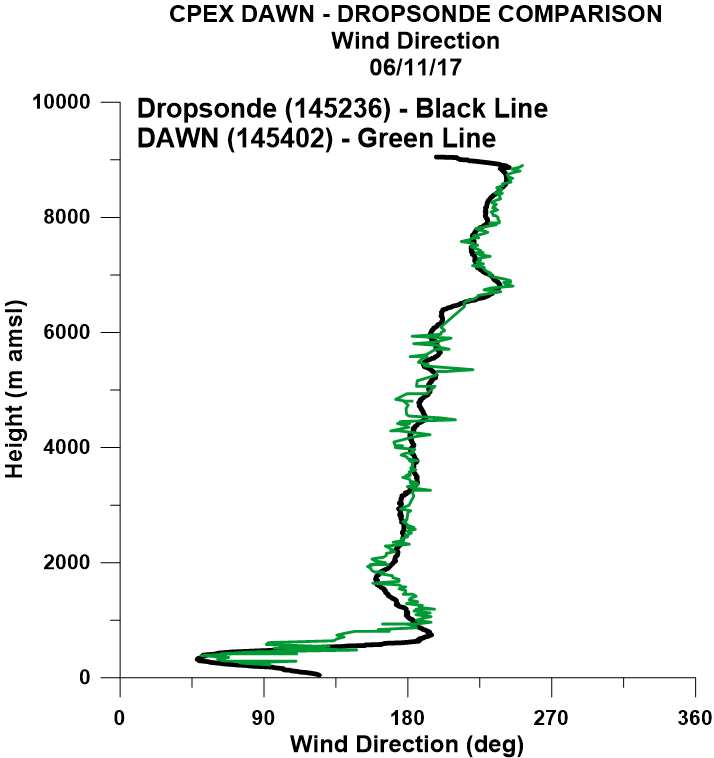 CPEX DAWN - DROPSONDE COMPARISON
Wind Direction
06/11/17
Dropsonde (145236) - Black Line
DAWN (145402) - Green Line
10000
8000
6000
4000
2000
0
Height (m amsl)
0 90 180 270 360
Wind Direction (deg)